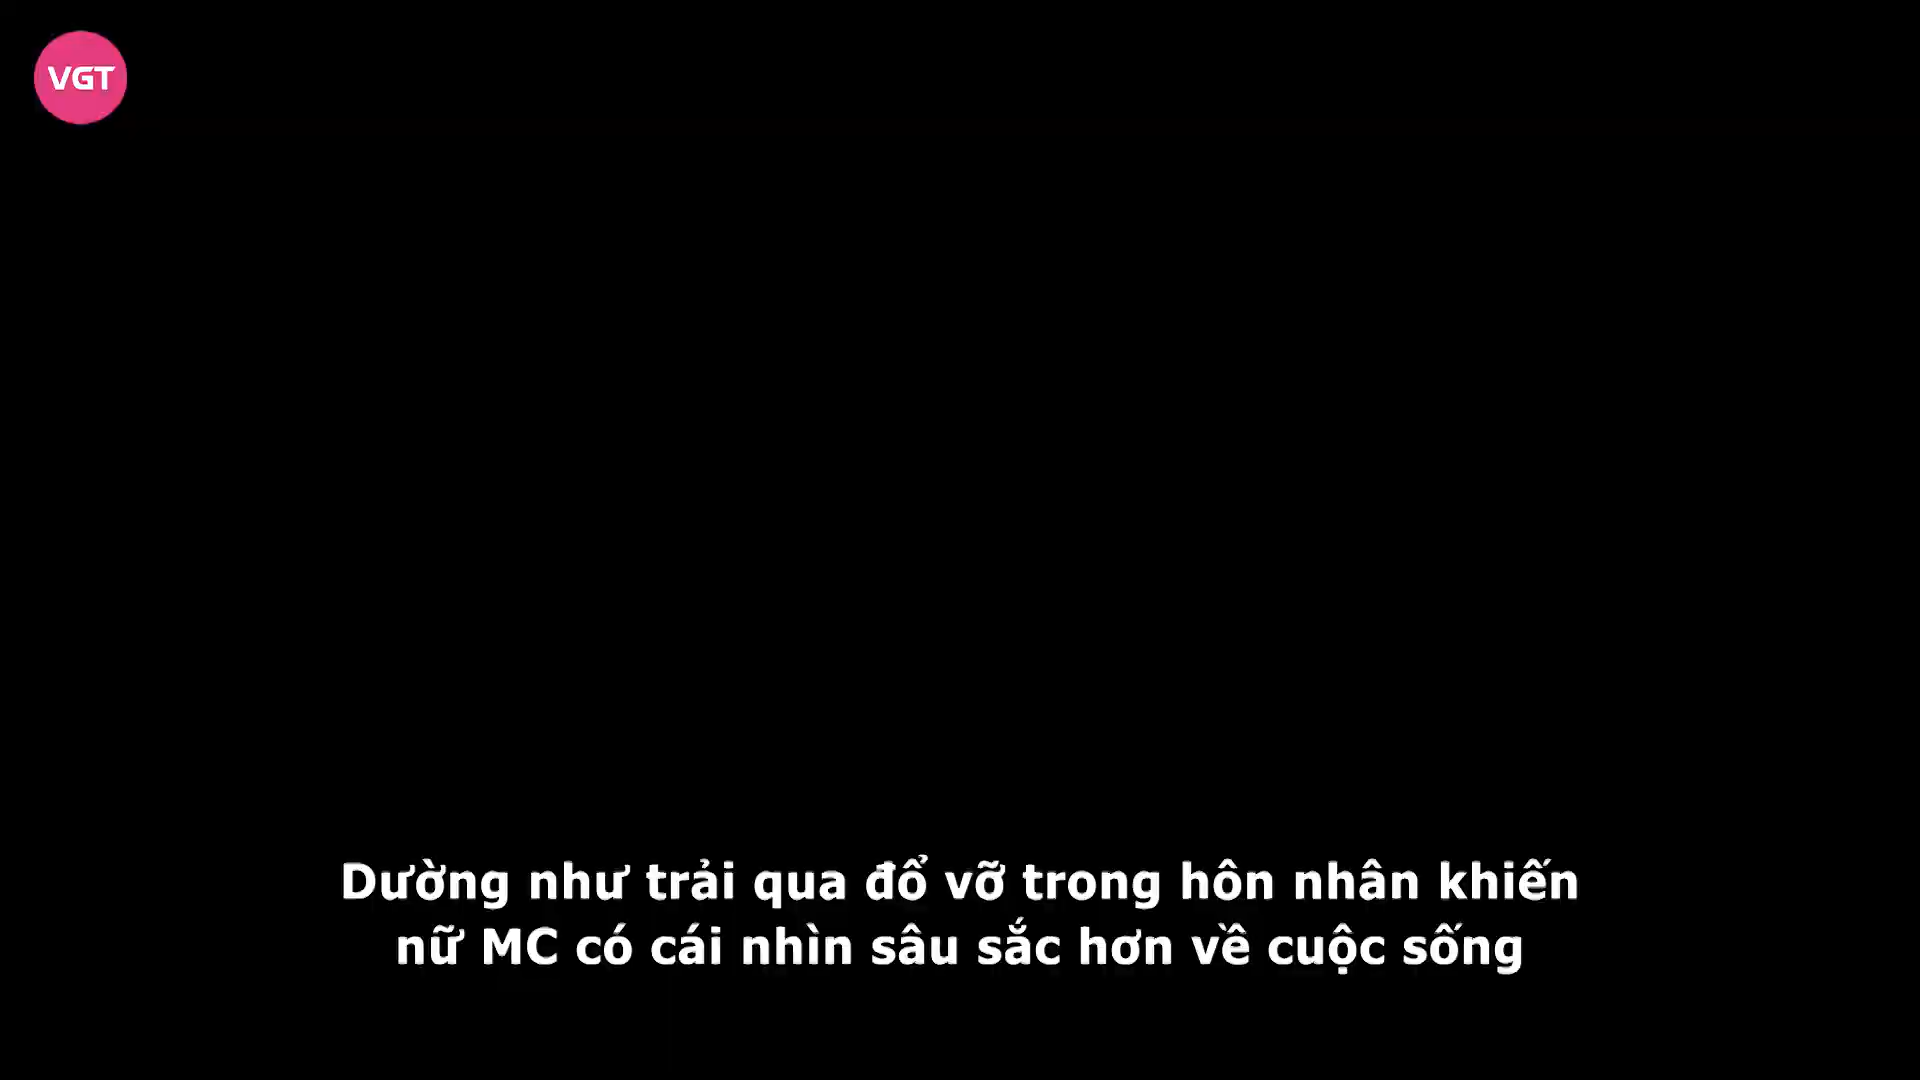 VGT
Dường như trải qua đổ vỡ trong hôn nhân khiến
nữ MC có cái nhìn sâu sắc hơn về cuộc sống